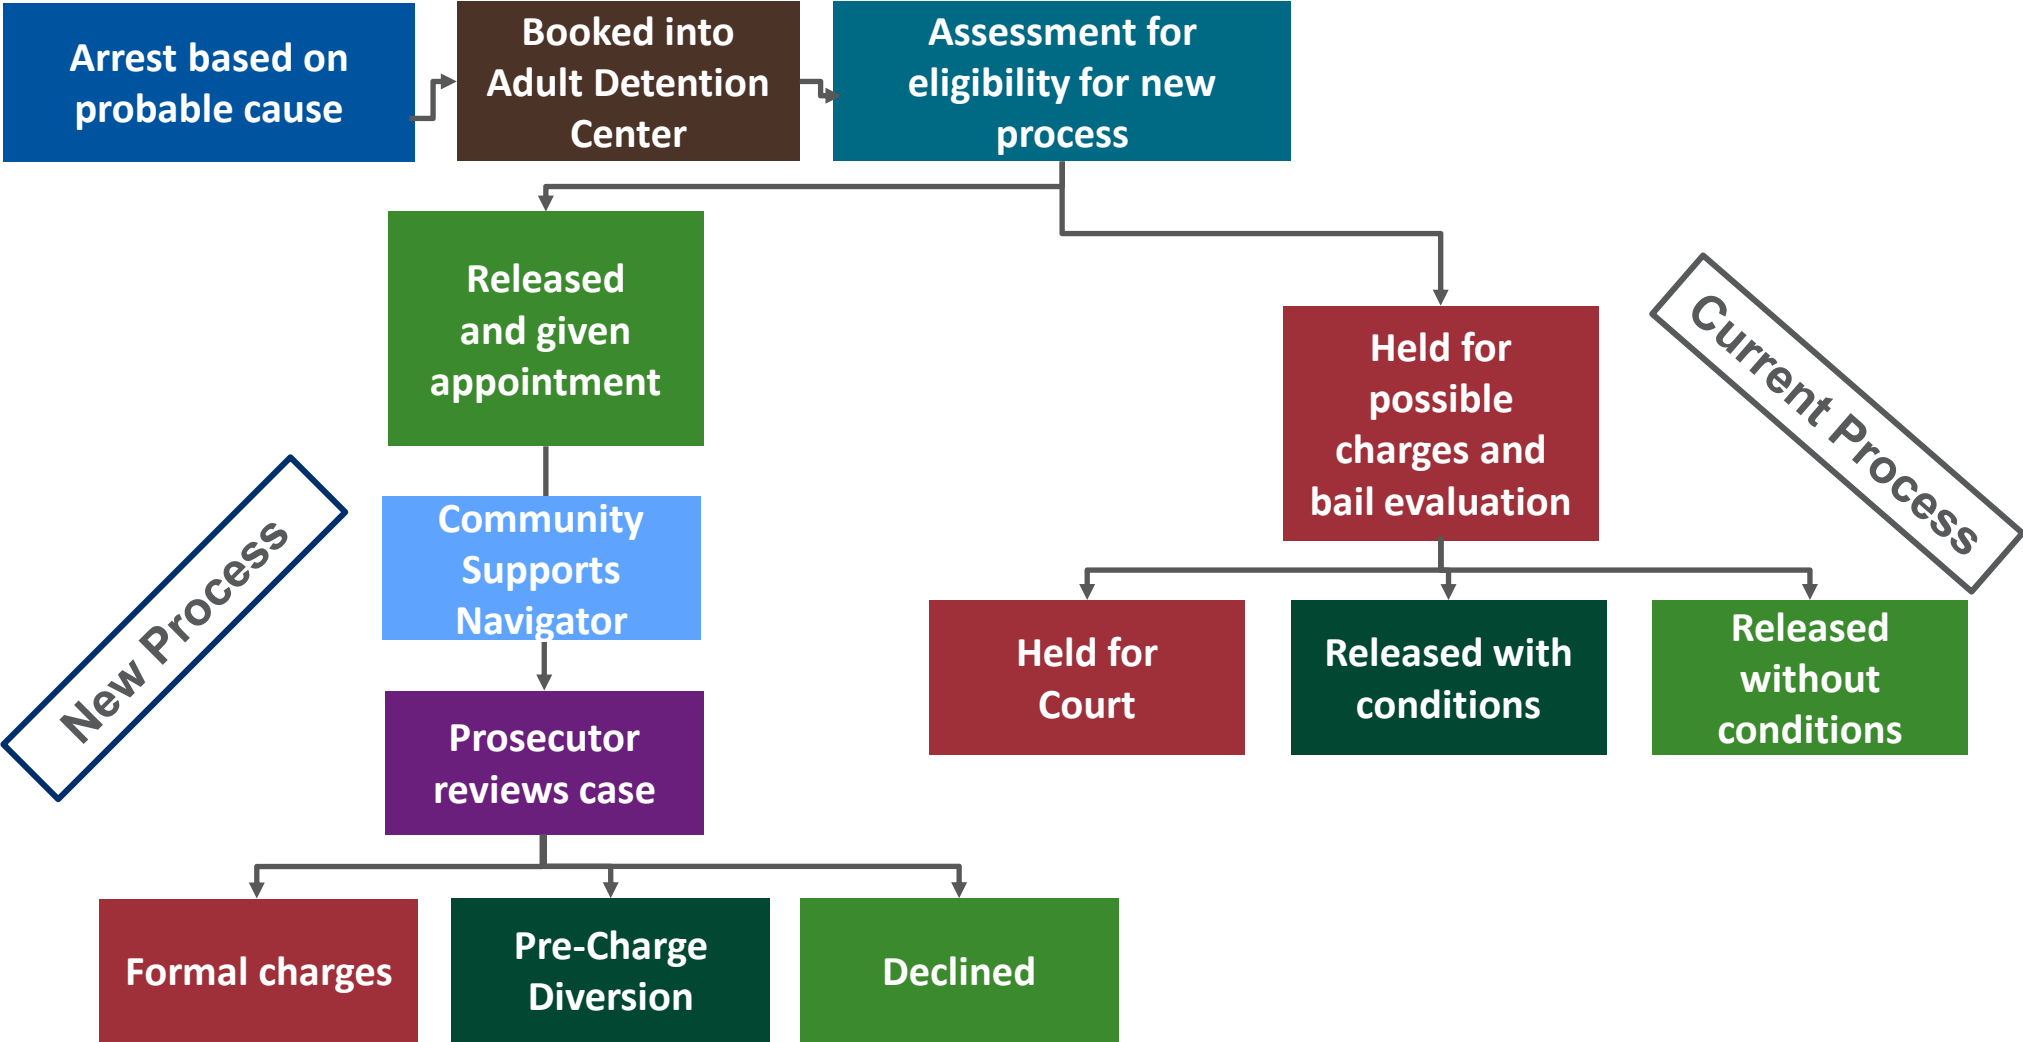 Arrest based on
probable cause
Booked into
Adult Detention
Center
Assessment for
eligibility for new
process
Released
and given
appointment
Held for
possible
charges and
bail evaluation
Current Process
New Process
Community
Supports
Navigator
Held for
Court
Released with
conditions
Released
without
conditions
Prosecutor
reviews case
Formal charges
Pre-Charge
Diversion
Declined